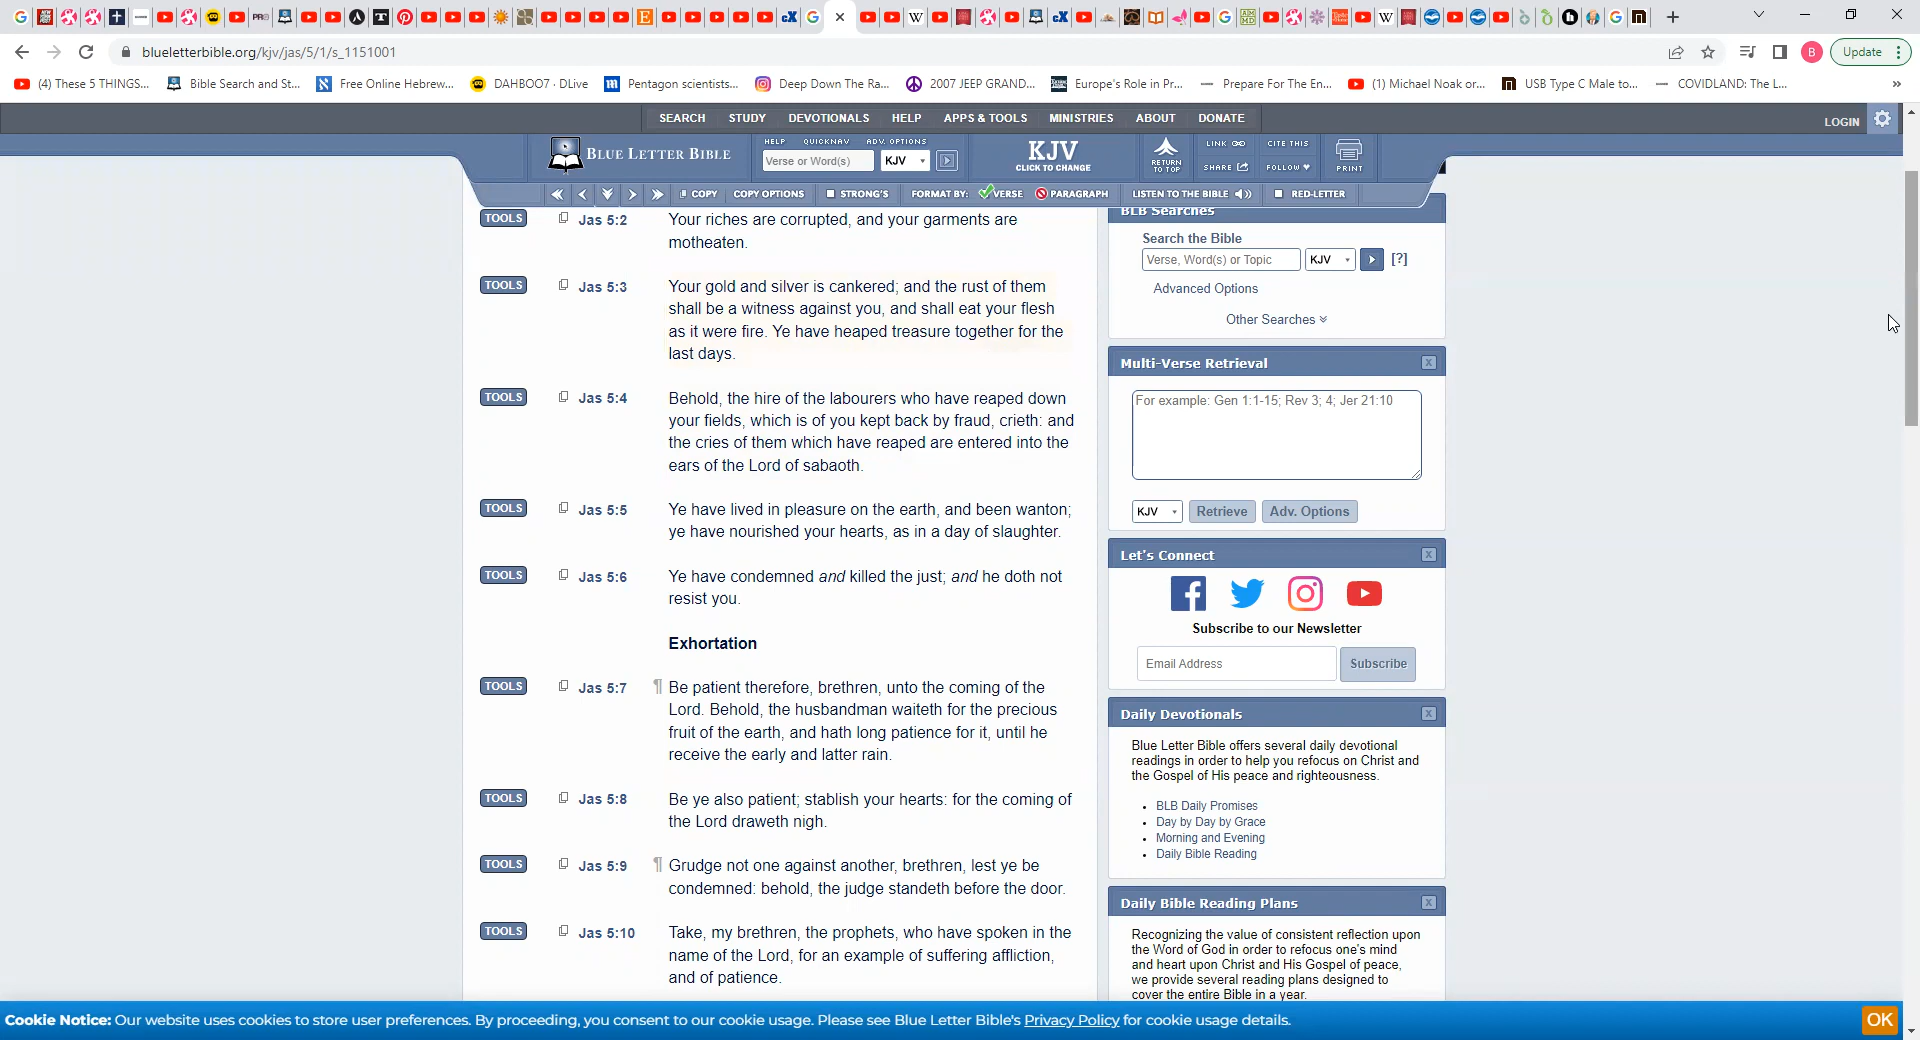 blueletterbible.org/kjv/jas/5/1/s_1151001
B
Update
(4) These 5 THINGS...
Bible Search and St...
Free Online Hebrew...
DAHBOO7 · DLive
Pentagon scientists...
Deep Down The Ra...
2007 JEEP GRAND...
Europe's Role in Pr...
Prepare For The En...
(1) Michael Noak or...
USB Type C Male to...
COVIDLAND: The L...
SEARCH
STUDY
DEVOTIONALS
HELP
APPS & TOOLS
MINISTRIES
ABOUT
DONATE
LOGIN
BLUE LETTER BIBLE
HELP
QUICKNAV
ADV. OPTIONS
Verse or Word(s)
KJV
KJV
CLICK TO CHANGE
RETURN
TO TOP
LINK
SHARE
CITE THIS
FOLLOW
PRINT
COPY
COPY OPTIONS
STRONG'S
FORMAT BY:
VERSE
PARAGRAPH
LISTEN TO THE BIBLE
RED-LETTER
TOOLS
Jas 5:2
Your riches are corrupted, and your garments are
motheaten.
TOOLS
Jas 5:3
Your gold and silver is cankered; and the rust of them
shall be a witness against you, and shall eat your flesh
as it were fire. Ye have heaped treasure together for the
last days.
TOOLS
Jas 5:4
Behold, the hire of the labourers who have reaped down
your fields, which is of you kept back by fraud, crieth: and
the cries of them which have reaped are entered into the
ears of the Lord of sabaoth.
TOOLS
Jas 5:5
Ye have lived in pleasure on the earth, and been wanton;
ye have nourished your hearts, as in a day of slaughter.
TOOLS
Jas 5:6
Ye have condemned and killed the just; and he doth not
resist you.
Exhortation
TOOLS
Jas 5:7
¶ Be patient therefore, brethren, unto the coming of the
Lord. Behold, the husbandman waiteth for the precious
fruit of the earth, and hath long patience for it, until he
receive the early and latter rain.
TOOLS
Jas 5:8
Be ye also patient; stablish your hearts: for the coming of
the Lord draweth nigh.
TOOLS
Jas 5:9
¶ Grudge not one against another, brethren, lest ye be
condemned: behold, the judge standeth before the door.
TOOLS
Jas 5:10
Take, my brethren, the prophets, who have spoken in the
name of the Lord, for an example of suffering affliction,
and of patience.
BLB Searches
Search the Bible
Verse, Word(s) or Topic
KJV
[?]
Advanced Options
Other Searches
Multi-Verse Retrieval
For example: Gen 1:1-15; Rev 3; 4; Jer 21:10
KJV
Retrieve
Adv. Options
Let's Connect
Subscribe to our Newsletter
Email Address
Subscribe
Daily Devotionals
Blue Letter Bible offers several daily devotional
readings in order to help you refocus on Christ and
the Gospel of His peace and righteousness.
BLB Daily Promises
Day by Day by Grace
Morning and Evening
Daily Bible Reading
Daily Bible Reading Plans
Recognizing the value of consistent reflection upon
the Word of God in order to refocus one's mind
and heart upon Christ and His Gospel of peace,
we provide several reading plans designed to
cover the entire Bible in a year.
Cookie Notice: Our website uses cookies to store user preferences. By proceeding, you consent to our cookie usage. Please see Blue Letter Bible's Privacy Policy for cookie usage details.
OK